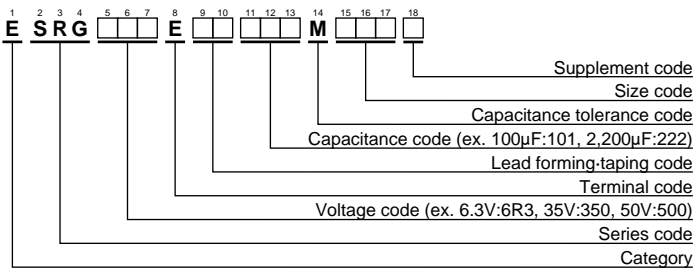 1 2 3 4 5 6 7 8 9 10 11 12 13 14 15 16 17 18
E SRG E M
Supplement code
Size code
Capacitance tolerance code
Capacitance code (ex. 100μF:101, 2,200μF:222)
Lead forming·taping code
Terminal code
Voltage code (ex. 6.3V:6R3, 35V:350, 50V:500)
Series code
Category